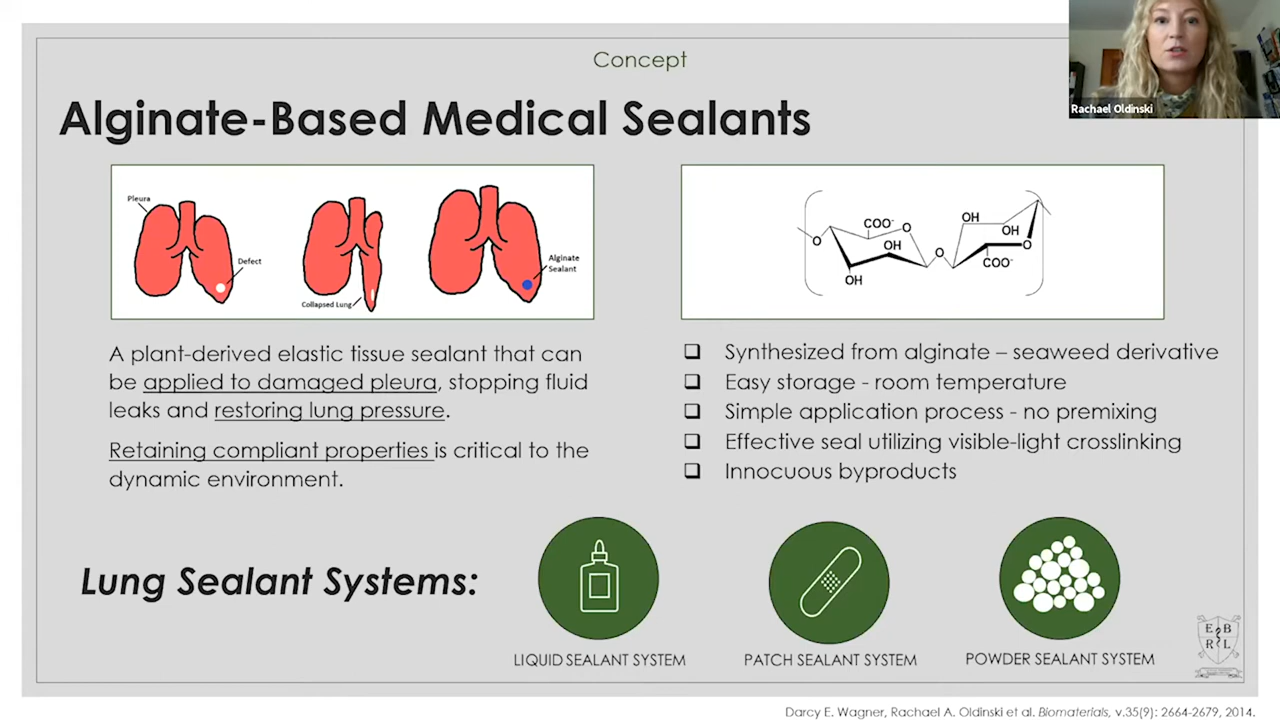 Concept
Rachael Oldinski
Alginate-Based Medical Sealants
Pleura
Defect
Collapsed Lung
Alginate
Sealant
COO-
OH
O
OH
O
OH
OH
O
COO-
O
A plant-derived elastic tissue sealant that can
be applied to damaged pleura, stopping fluid
leaks and restoring lung pressure.
Retaining compliant properties is critical to the
dynamic environment.
Synthesized from alginate – seaweed derivative
Easy storage - room temperature
Simple application process - no premixing
Effective seal utilizing visible-light crosslinking
Innocuous byproducts
Lung Sealant Systems:
LIQUID SEALANT SYSTEM
PATCH SEALANT SYSTEM
POWDER SEALANT SYSTEM
E B
R L
Darcy E. Wagner, Rachael A. Oldinski et al. Biomaterials, v.35(9): 2664-2679, 2014.